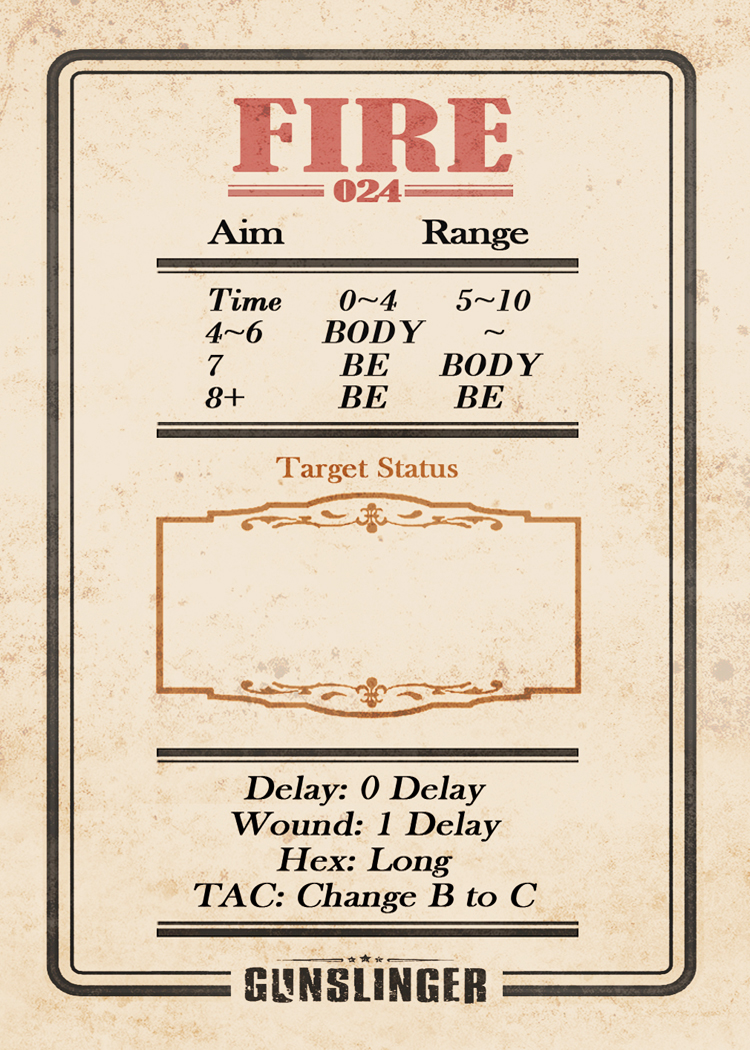 FIRE
024
Aim Range
Time 0~4 5~10
4~6 BODY ~
7 BE BODY
8+ BE BE
Target Status
Delay: 0 Delay
Wound: 1 Delay
Hex: Long
TAC: Change B to C
GUNSLINGER